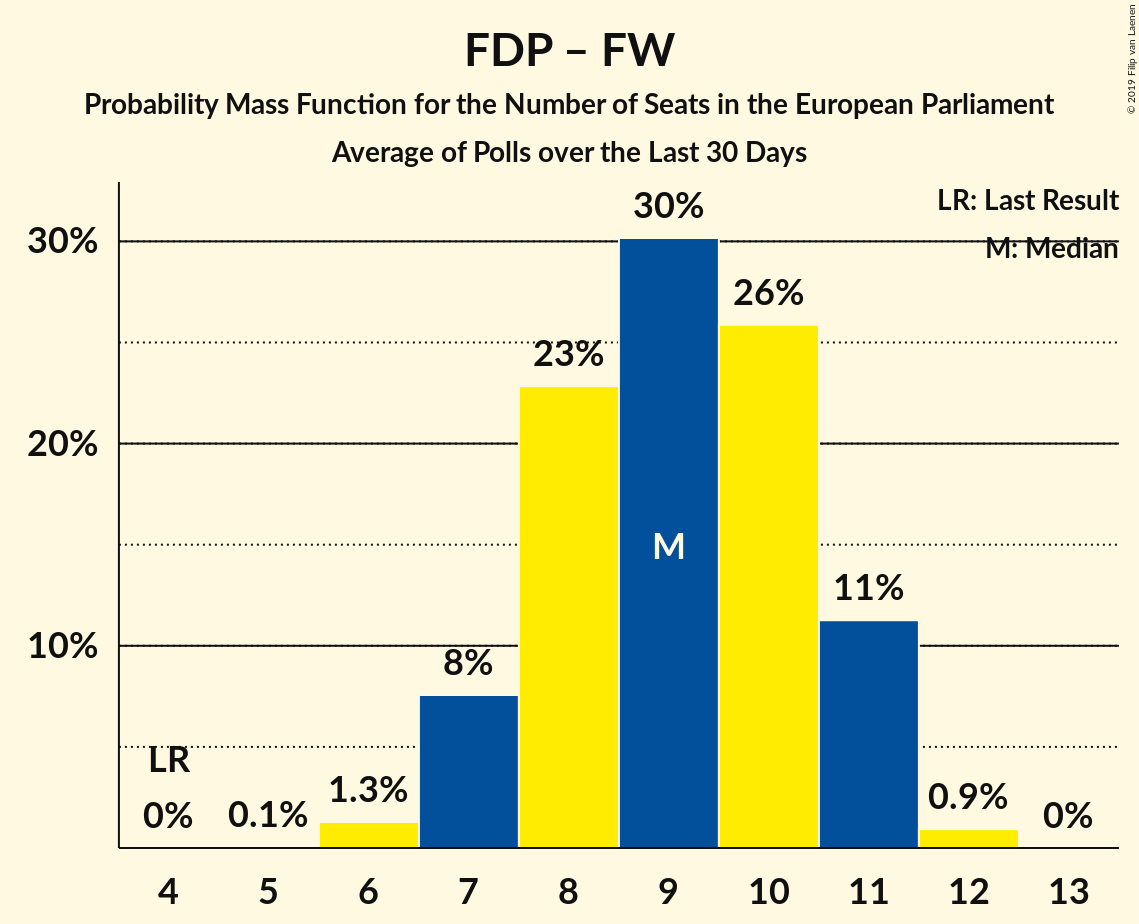 FDP – FW
Probability Mass Function for the Number of Seats in the European Parliament
Average of Polls over the Last 30 Days
© 2019 Filip van Laenen
LR: Last Result
M: Median
30%
20%
10%
LR
0%
0.1%
1.3%
8%
23%
30%
M
26%
11%
0.9%
0%
4 5 6 7 8 9 10 11 12 13